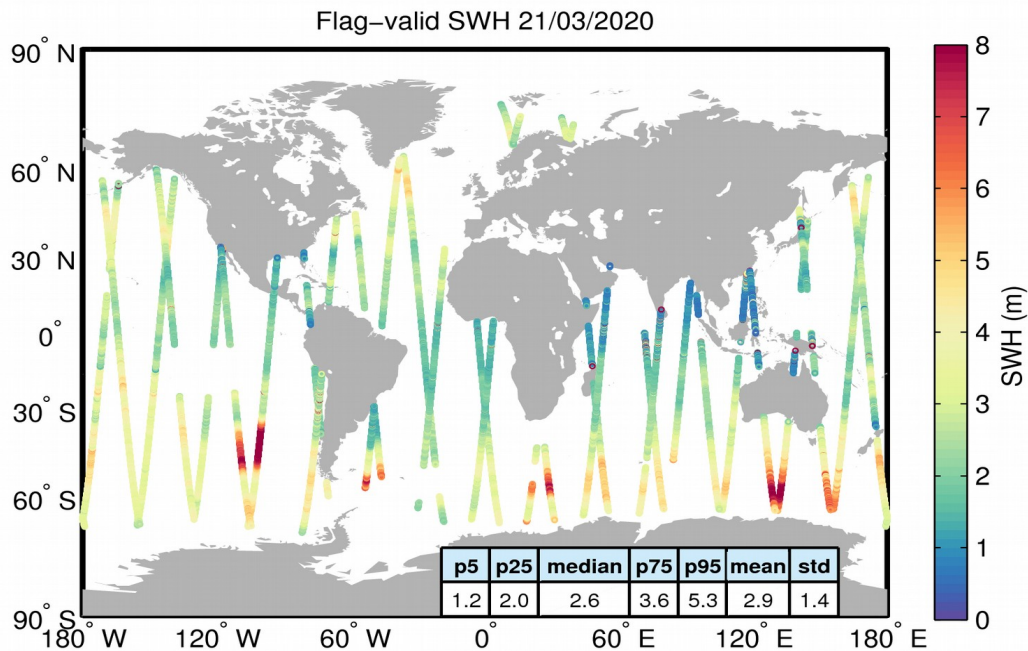 Flag−valid SWH 21/03/2020
90° N
60° N
30° N
0°
30° S
60° S
90° S
180° W
120° W
60° W
0°
60° E
120° E
180° E
8
7
6
5
4
3
2
1
0
SWH (m)
p5 p25 median p75 p95 mean std
1.2 2.0 2.6 3.6 5.3 2.9 1.4